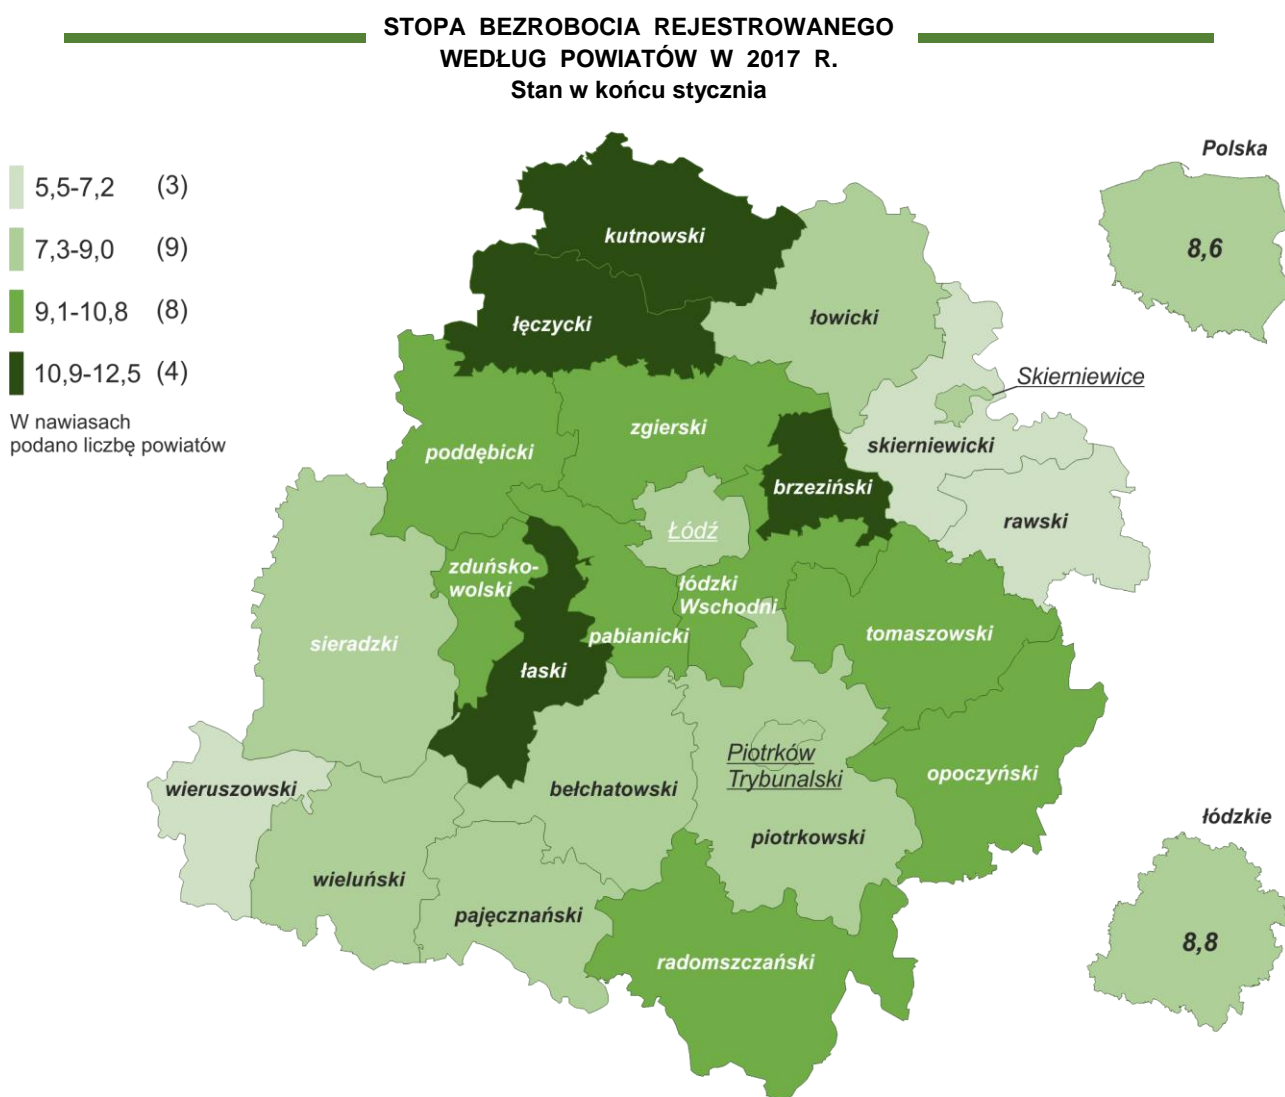 STOPA BEZROBOCIA REJESTROWANEGO
WEDŁUG POWIATÓW W 2017 R.
Stan w końcu stycznia
5,5-7,2 (3)
7,3-9,0 (9)
9,1-10,8 (8)
10,9-12,5 (4)
W nawiasach
podano liczbę powiatów
Polska
8,6
kutnowski
łęczycki
łowicki
Skierniewice
zgierski
poddębicki
skierniewicki
brzeziński
rawski
Łódź
zduńsko-
wolski
łódzki
Wschodni
pabianicki
tomaszowski
sieradzki
łaski
Piotrków
Trybunalski
opoczyński
wieruszowski
bełchatowski
piotrkowski
wieluński
pajęcznański
radomszczański
łódzkie
8,8